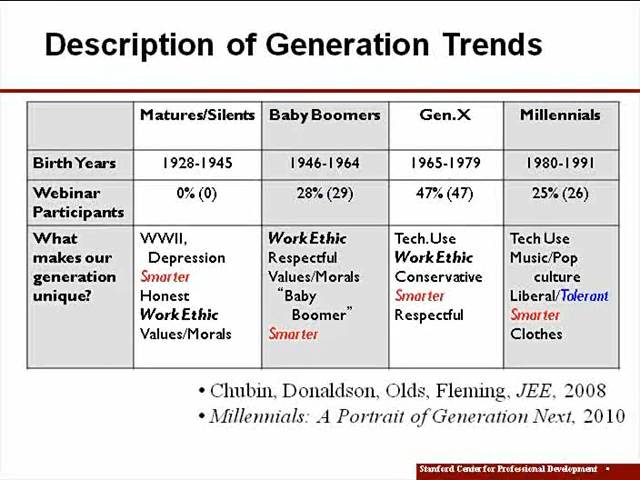 Description of Generation Trends
Matures/Silents Baby Boomers Gen.X Millennials
Birth Years 1928-1945 1946-1964 1965-1979 1980-1991
Webinar Participants 0% (0) 28% (29) 47% (47) 25% (26)
What makes our generation unique?
WWII,
Depression
Smarter
Honest
Work Ethic
Values/Morals
Work Ethic
Respectful
Values/Morals
"Baby
Boomer"
Smarter
Tech.Use
Work Ethic
Conservative
Smarter
Respectful
Tech Use
Music/Pop
culture
Liberal/Tolerant
Smarter
Clothes
• Chubin, Donaldson, Olds, Fleming, JEE, 2008
• Millennials: A Portrait of Generation Next, 2010
Stanford Center for Professional Development •